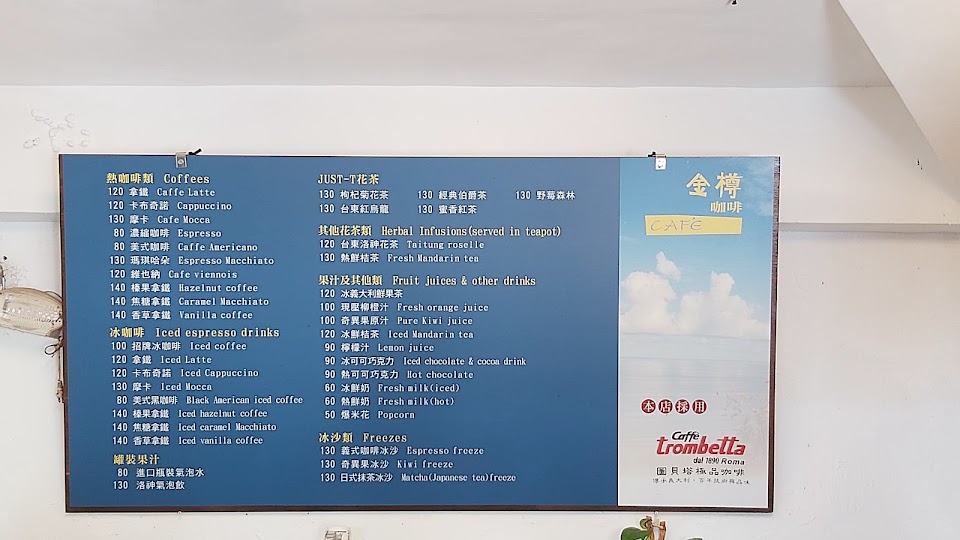 熱咖啡類 Coffees
120 拿鐵 Caffe Latte
120 卡布奇諾 Cappuccino
130 摩卡 Cafe Mocca
80 濃縮咖啡 Espresso
80 美式咖啡 Caffe Americano
130 瑪琪哈朵 Espresso Macchiato
120 維也納 Cafe viennois
140 榛果拿鐵 Hazelnut coffee
140 焦糖拿鐵 Caramel Macchiato
140 香草拿鐵 Vanilla coffee
冰咖啡 Iced espresso drinks
100 招牌冰咖啡 Iced coffee
120 拿鐵 Iced Latte
120 卡布奇諾 Iced Cappuccino
130 摩卡 Iced Mocca
80 美式黑咖啡 Black American iced coffee
140 榛果拿鐵 Iced hazelnut coffee
140 焦糖拿鐵 Iced caramel Macchiato
140 香草拿鐵 Iced vanilla coffee
罐裝果汁
80 進口瓶裝氣泡水
130 洛神氣泡飲
JUST-T花茶
130 枸杞菊花茶 130 經典伯爵茶 130 野莓森林
130 台東紅烏龍 130 蜜香紅茶
其他花茶類 Herbal Infusions(served in teapot)
120 台東洛神花茶 Taitung roselle
130 熱鮮桔茶 Fresh Mandarin tea
果汁及其他類 Fruit juices & other drinks
120 冰義大利鮮果茶
100 現壓柳橙汁 Fresh orange juice
100 奇異果原汁 Pure Kiwi juice
120 冰鮮桔茶 Iced Mandarin tea
90 檸檬汁 Lemon juice
90 冰可可巧克力 Iced chocolate & cocoa drink
90 熱可可巧克力 Hot chocolate
60 冰鮮奶 Fresh milk(iced)
60 熱鮮奶 Fresh milk(hot)
50 爆米花 Popcorn
冰沙類 Freezes
130 義式咖啡冰沙 Espresso freeze
130 奇異果冰沙 Kiwi freeze
130 日式抹茶冰沙 Matcha(Japanese tea)freeze
金樽
咖啡
CAFE
本店採用
Caffè
trombetta
dal 1890 Roma
圖貝塔極品咖啡